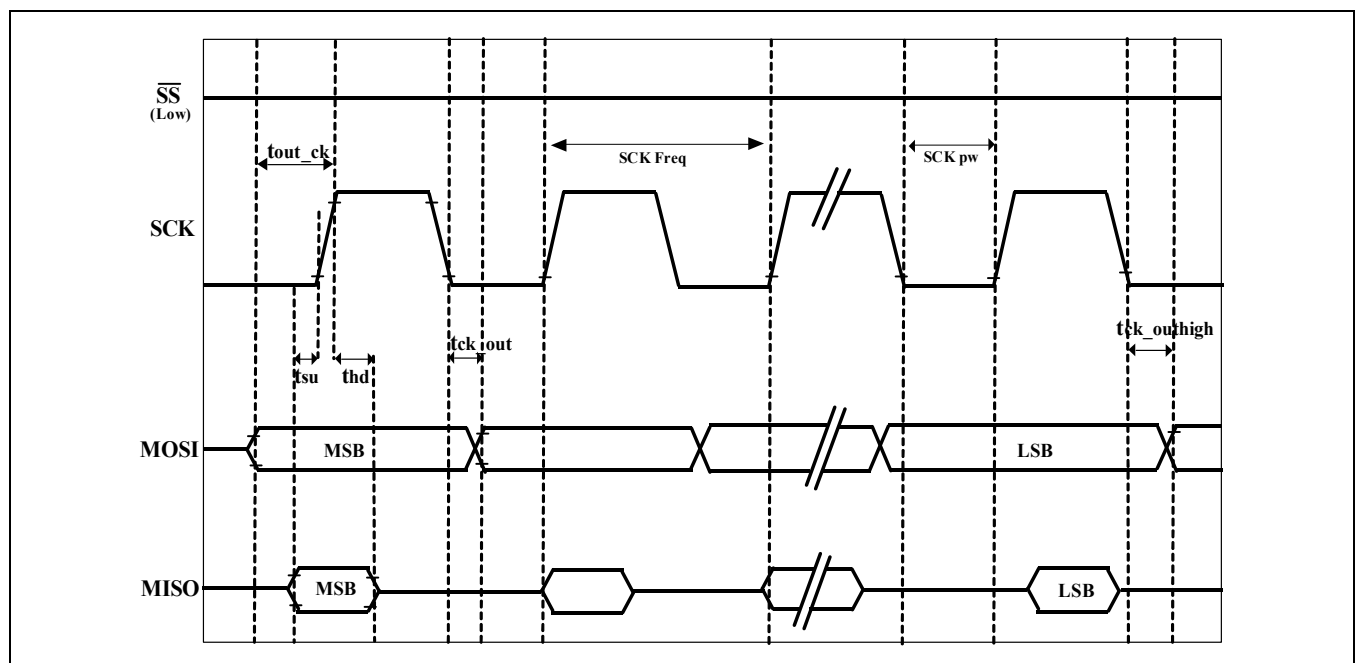 SS
(Low)
tout_ck
SCK Freq
SCK pw
SCK
tck_out
tck_outhigh
tsu
thd
MOSI
MSB
LSB
MISO
MSB
LSB